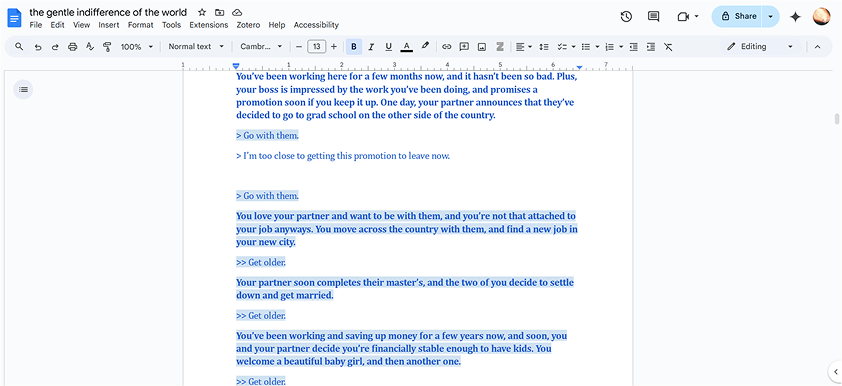 the gentle indifference of the world
File Edit View Insert Format Tools Extensions Zotero Help Accessibility
Share
100% Normal text Cambr... 13 B I U A Editing
1 1 2 3 4 5 6 7
You've been working here for a few months now, and it hasn't been so bad. Plus,
your boss is impressed by the work you've been doing, and promises a
promotion soon if you keep it up. One day, your partner announces that they've
decided to go to grad school on the other side of the country.
> Go with them.
> I'm too close to getting this promotion to leave now.
> Go with them.
You love your partner and want to be with them, and you're not that attached to
your job anyways. You move across the country with them, and find a new job in
your new city.
>> Get older.
Your partner soon completes their master's, and the two of you decide to settle
down and get married.
>> Get older.
You've been working and saving up money for a few years now, and soon, you
and your partner decide you're financially stable enough to have kids. You
welcome a beautiful baby girl, and then another one.
>> Get older.